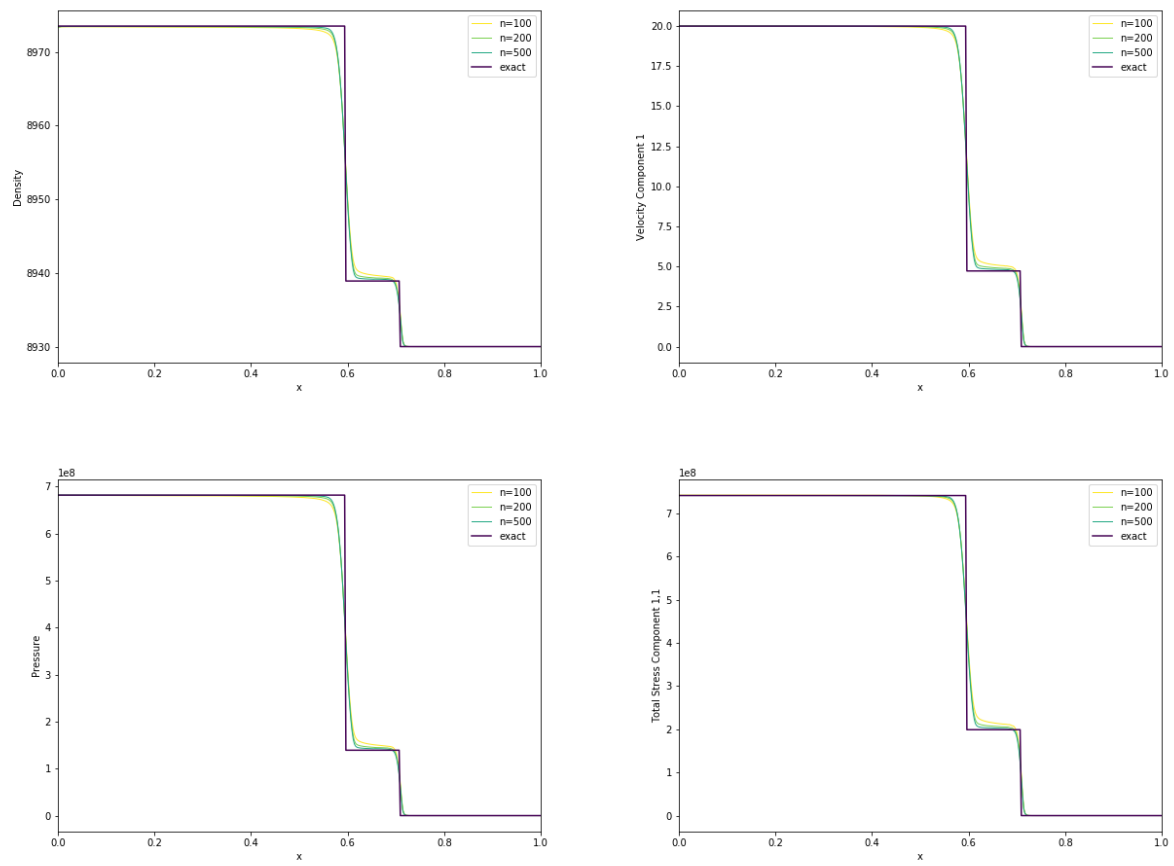 n=100
n=200
n=500
exact
8970
8960
8950
8940
8930
Density
0.0 0.2 0.4 0.6 0.8 1.0
x
n=100
n=200
n=500
exact
20.0
17.5
15.0
12.5
10.0
7.5
5.0
2.5
0.0
Velocity Component 1
0.0 0.2 0.4 0.6 0.8 1.0
x
1e8
n=100
n=200
n=500
exact
7
6
5
4
3
2
1
0
Pressure
0.0 0.2 0.4 0.6 0.8 1.0
x
1e8
n=100
n=200
n=500
exact
7
6
5
4
3
2
1
0
Total Stress Component 1,1
0.0 0.2 0.4 0.6 0.8 1.0
x